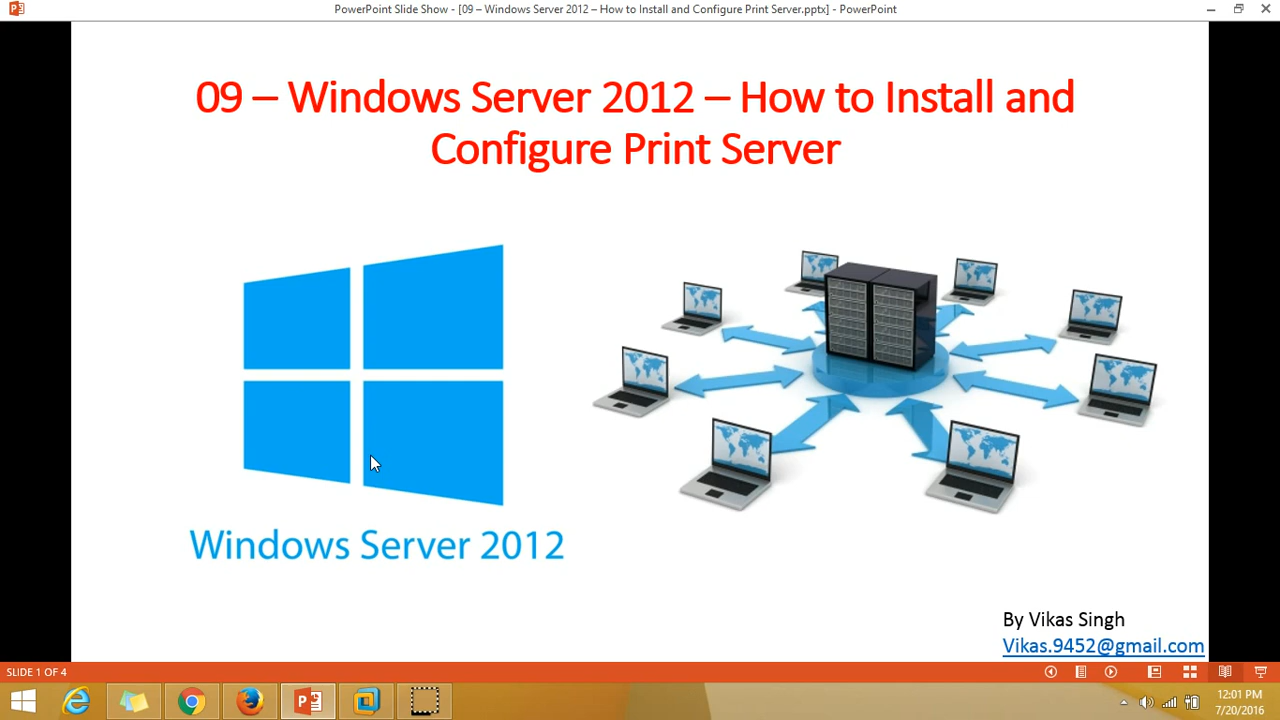 PowerPoint Slide Show - [09 – Windows Server 2012 – How to Install and Configure Print Server.pptx] - PowerPoint
09 – Windows Server 2012 – How to Install and
Configure Print Server
Windows Server 2012
By Vikas Singh
Vikas.9452@gmail.com
SLIDE 1 OF 4
12:01 PM
7/20/2016